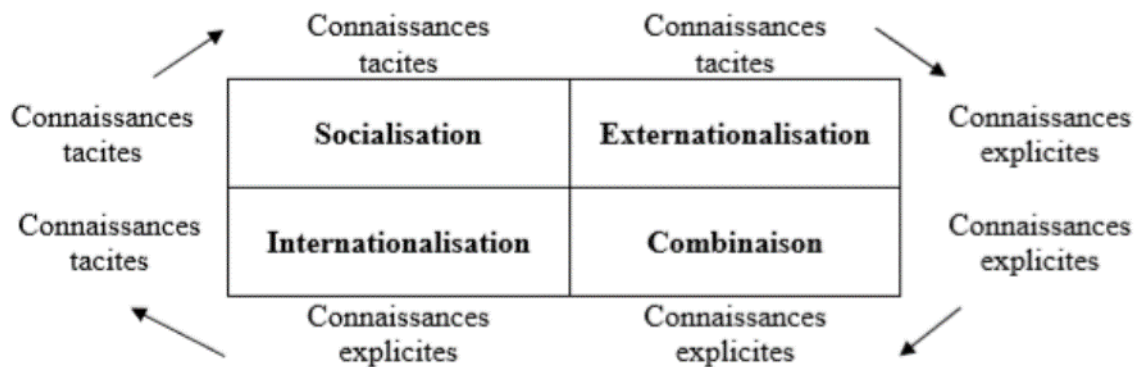 Connaissances
tacites
Connaissances
tacites
Connaissances
tacites
Socialisation
Externationalisation
Connaissances
explicites
Connaissances
tacites
Internationalisation
Combinaison
Connaissances
explicites
Connaissances
explicites
Connaissances
explicites